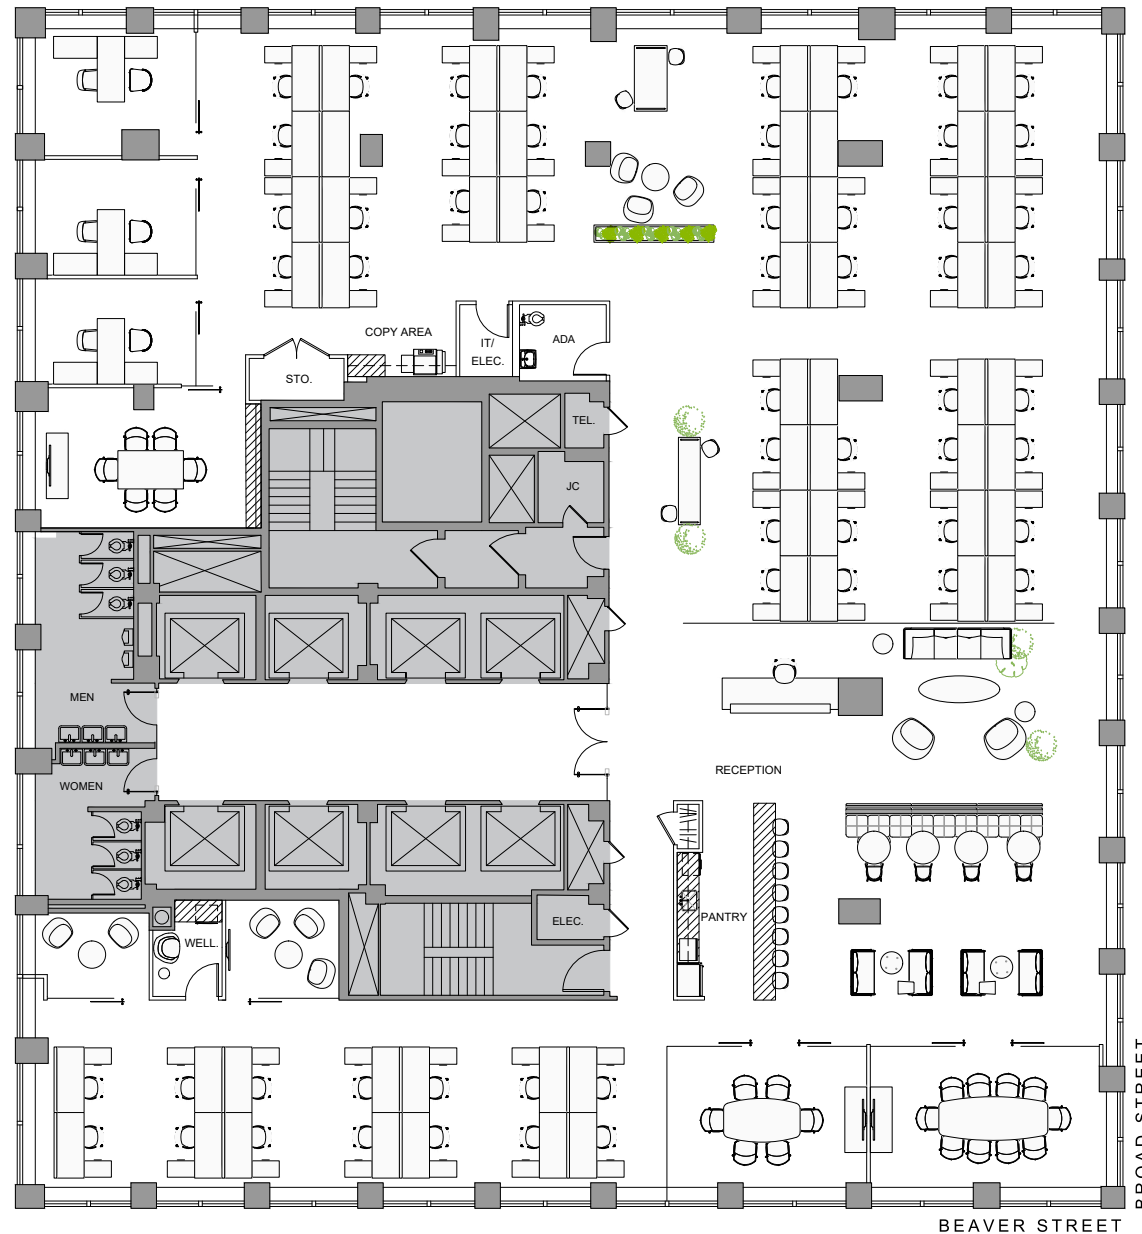 COPY AREA
IT/
ELEC.
ADA
STO.
TEL.
JC
MEN
WOMEN
RECEPTION
PANTRY
ELEC.
WELL.
BROAD STREET
BEAVER STREET